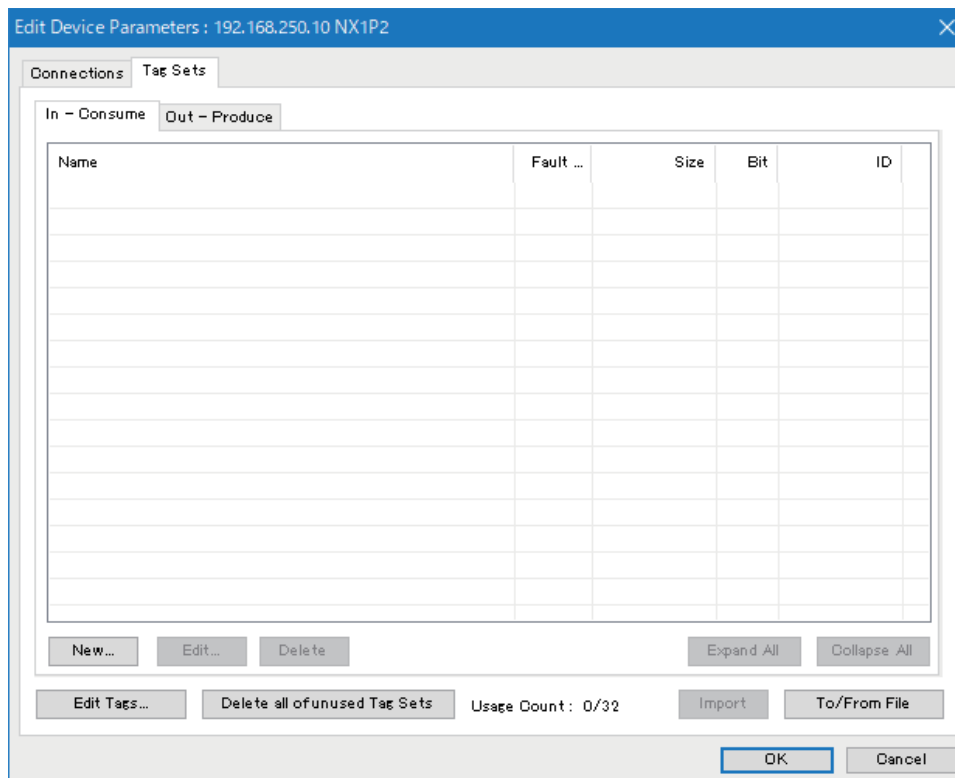 Edit Device Parameters : 192.168.250.10 NX1P2
Connections Tag Sets
In - Consume Out - Produce
Name Fault ... Size Bit ID
New... Edit... Delete Expand All Collapse All
Edit Tags... Delete all of unused Tag Sets Usage Count : 0/32 Import To/From File
OK Cancel